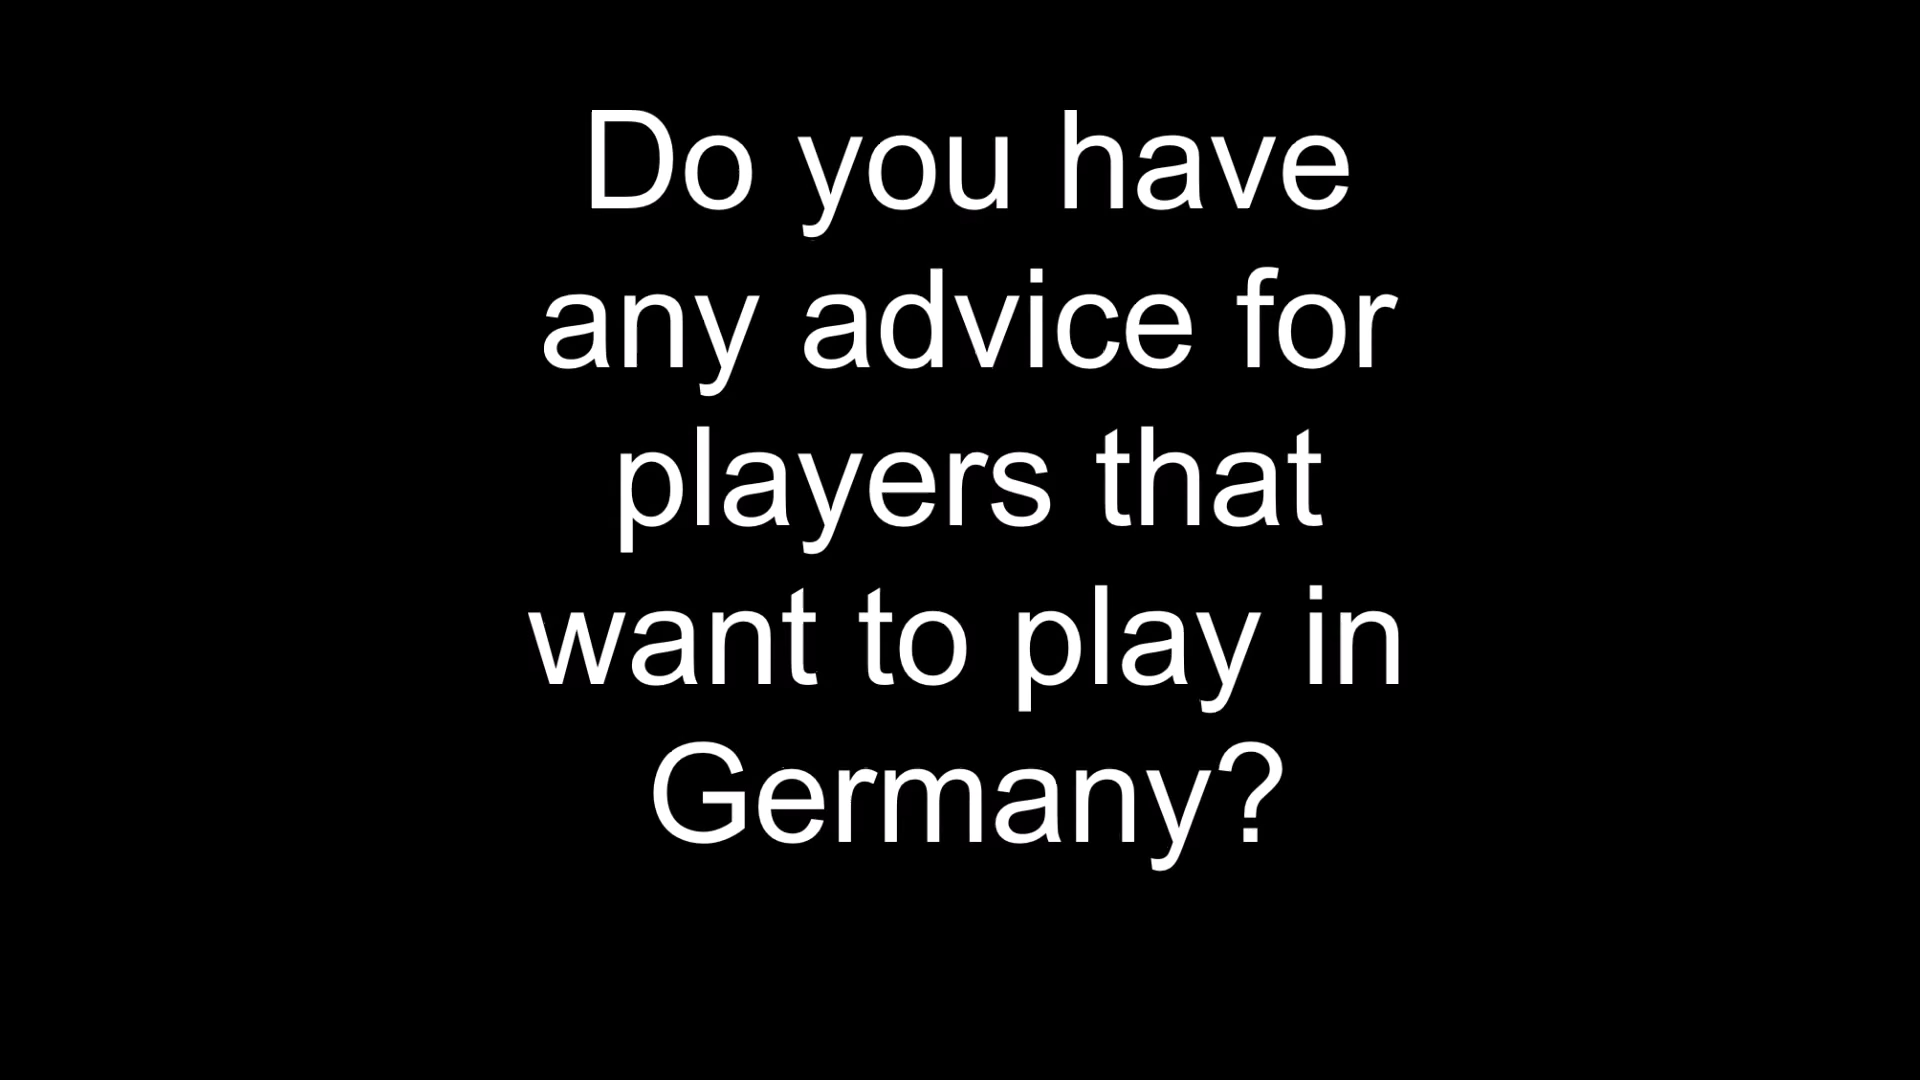 Do you have
any advice for
players that
want to play in
Germany?